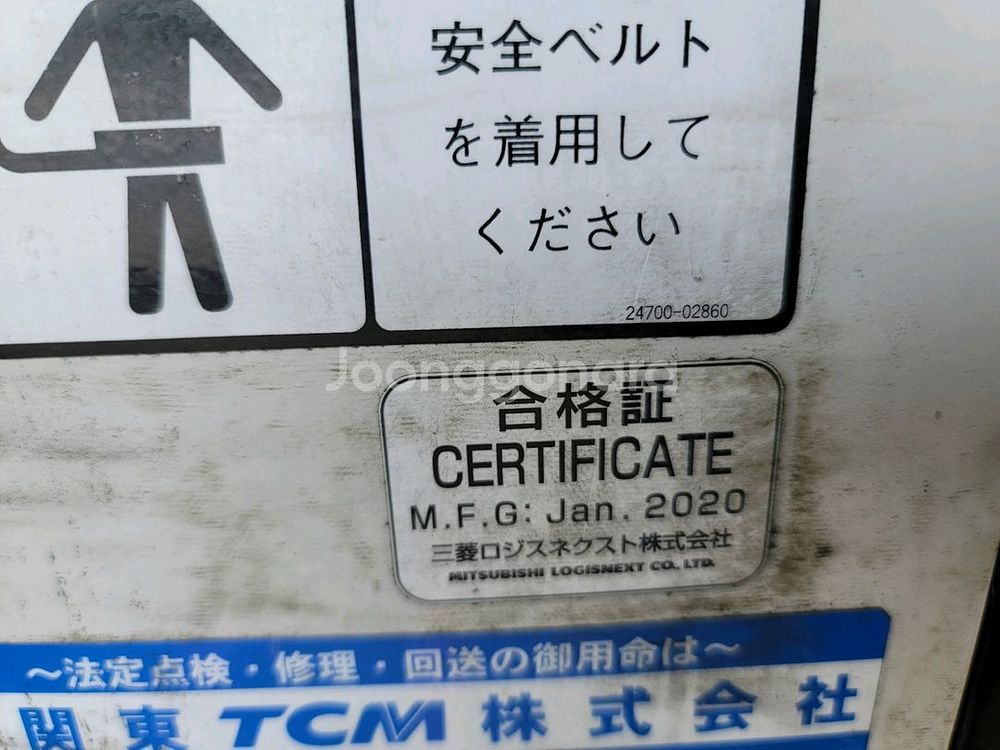 安全ベルト
を着用して
ください
24700-02860
Joonggonara
合格証
CERTIFICATE
M.F.G: Jan. 2020
三菱ロジスネクスト株式会社
MITSUBISHI LOGISNEXT CO., LTD.
～法定点検・修理・回送の御用命は～
関東 TCM 株式会社